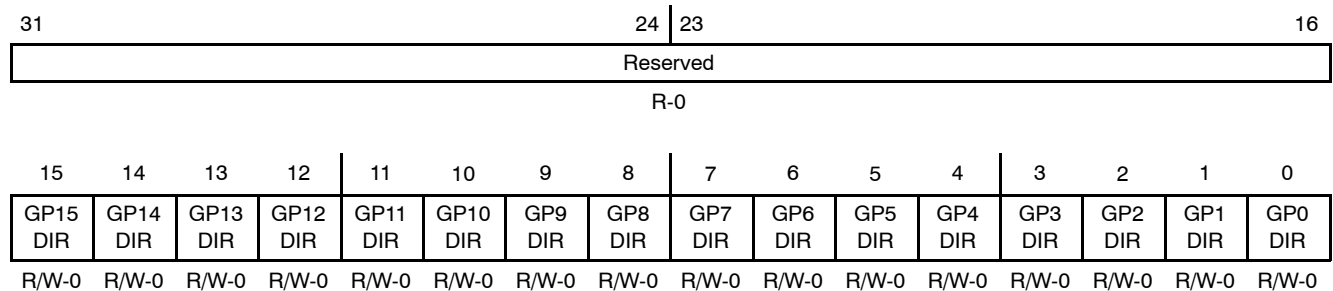 31 24 23 16
Reserved
R-0
15 14 13 12 11 10 9 8 7 6 5 4 3 2 1 0
GP15 GP14 GP13 GP12 GP11 GP10 GP9 GP8 GP7 GP6 GP5 GP4 GP3 GP2 GP1 GP0
DIR DIR DIR DIR DIR DIR DIR DIR DIR DIR DIR DIR DIR DIR DIR DIR
R/W-0 R/W-0 R/W-0 R/W-0 R/W-0 R/W-0 R/W-0 R/W-0 R/W-0 R/W-0 R/W-0 R/W-0 R/W-0 R/W-0 R/W-0 R/W-0